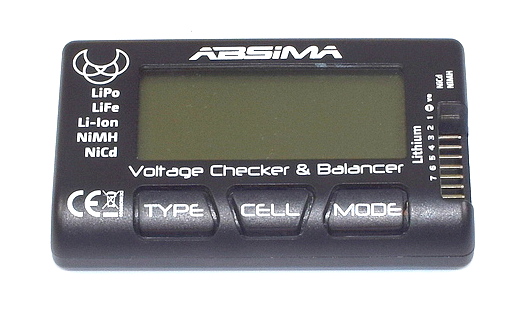 ABSIMA
LiPo
LiFe
Li-Ion
NiMH
NiCd
Voltage Checker & Balancer
CE
TYPE
CELL
MODE
Lithium
7 6 5 4 3 2 1 -ve
NiCd
NiMH